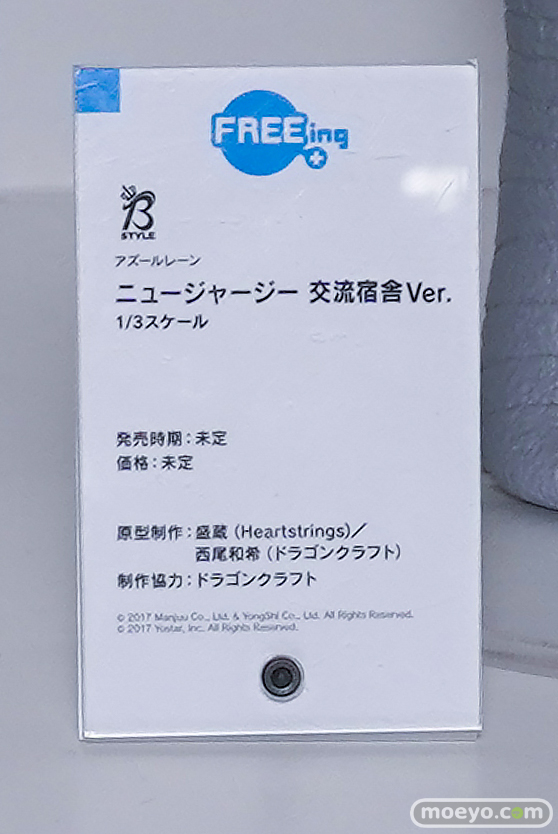 FREEing
B
STYLE
アズールレーン
ニュージャージー 交流宿舎Ver.
1/3スケール
発売時期：未定
価格：未定
原型制作：盛蔵 (Heartstrings)／
西尾和希 (ドラゴンクラフト)
制作協力：ドラゴンクラフト
© 2017 Manjuu Co., Ltd. & YongShi Co., Ltd. All Rights Reserved.
© 2017 Yostar, Inc. All Rights Reserved.
moeyo.com